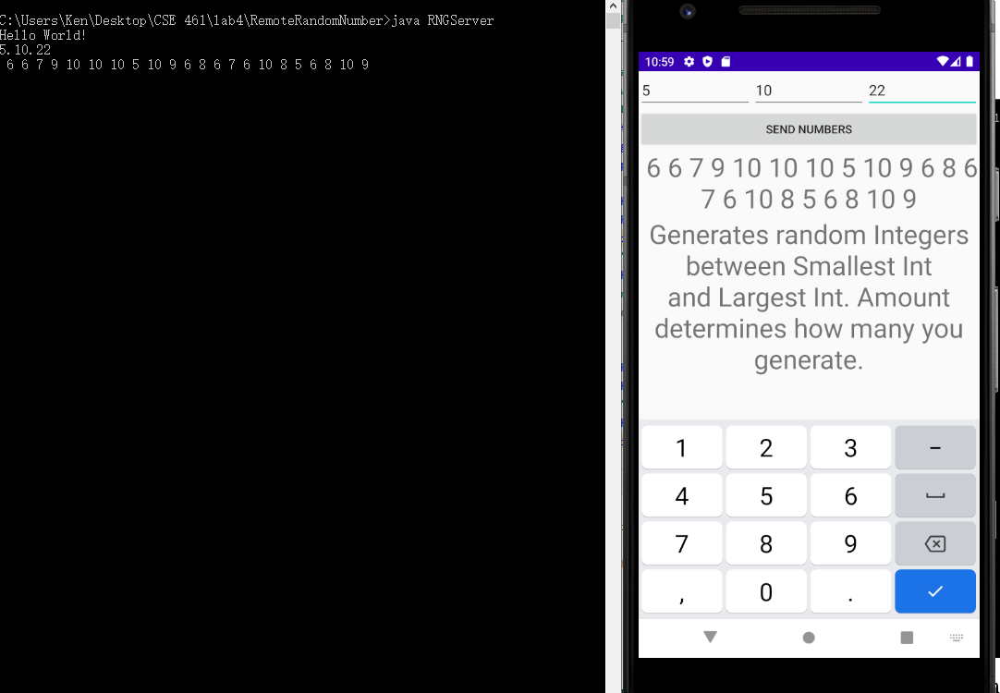 C:\Users\Ken\Desktop\CSE 461\lab4\RemoteRandomNumber>java RNGServer
Hello World!
5.10.22
6 6 7 9 10 10 10 5 10 9 6 8 6 7 6 10 8 5 6 8 10 9
10:59
5 10 22
SEND NUMBERS
6 6 7 9 10 10 10 5 10 9 6 8 6
7 6 10 8 5 6 8 10 9
Generates random Integers
between Smallest Int
and Largest Int. Amount
determines how many you
generate.
1 2 3 –
4 5 6
7 8 9
, 0 .